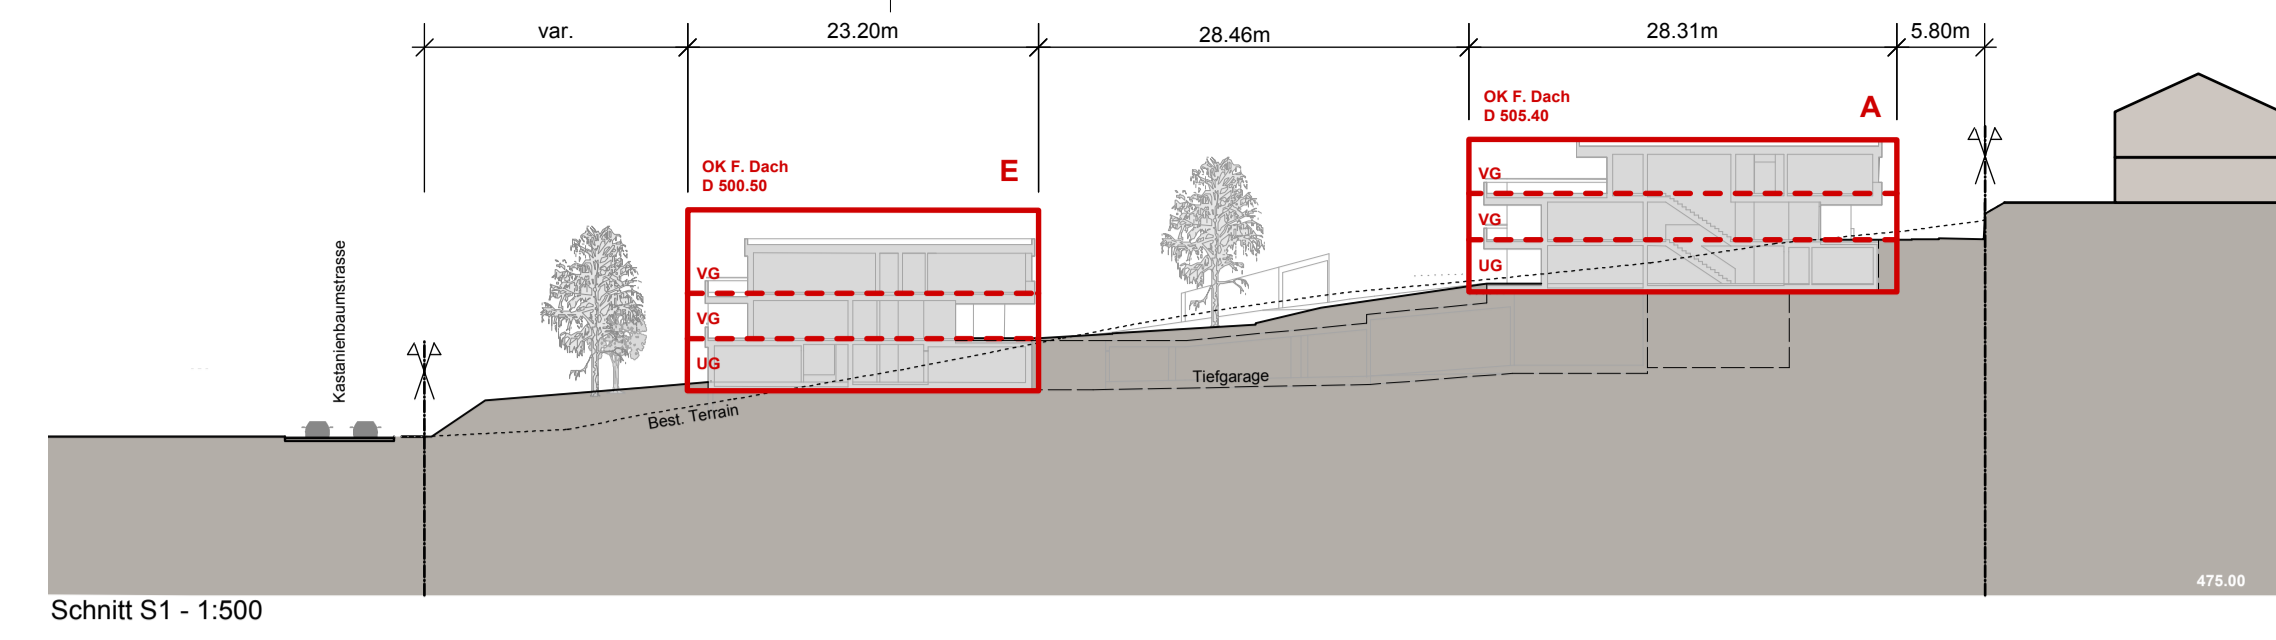 var.
23.20m
28.46m
28.31m
5.80m
OK F. Dach
D 505.40
A
OK F. Dach
D 500.50
E
VG
VG
UG
VG
VG
UG
Kastanienbaumstrasse
Best. Terrain
Tiefgarage
475.00
Schnitt S1 - 1:500